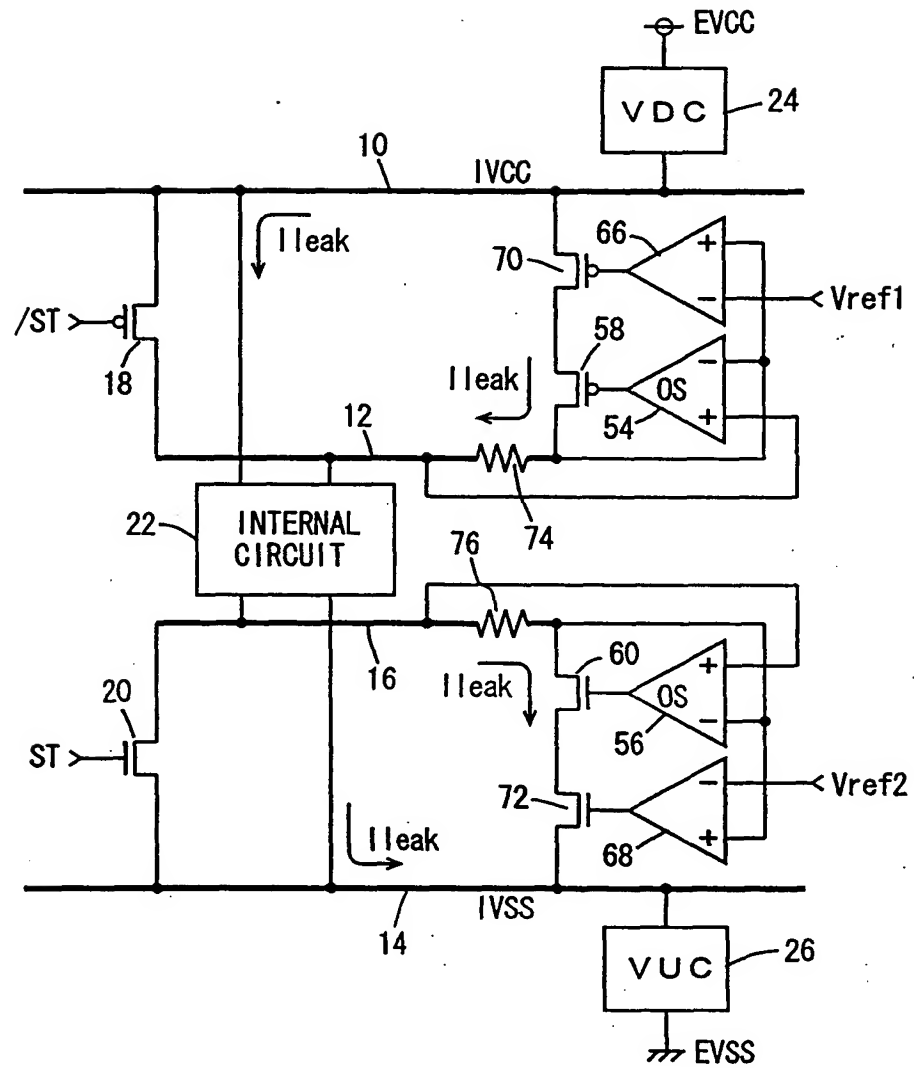 EVCC
VDC
24
10
IVCC
Ileak
66
+
−
70
Vref1
/ST
18
58
−
OS
+
54
Ileak
12
74
22
INTERNAL
CIRCUIT
76
16
Ileak
60
+
OS
−
56
20
ST
72
−
Vref2
+
68
Ileak
IVSS
14
VUC
26
EVSS